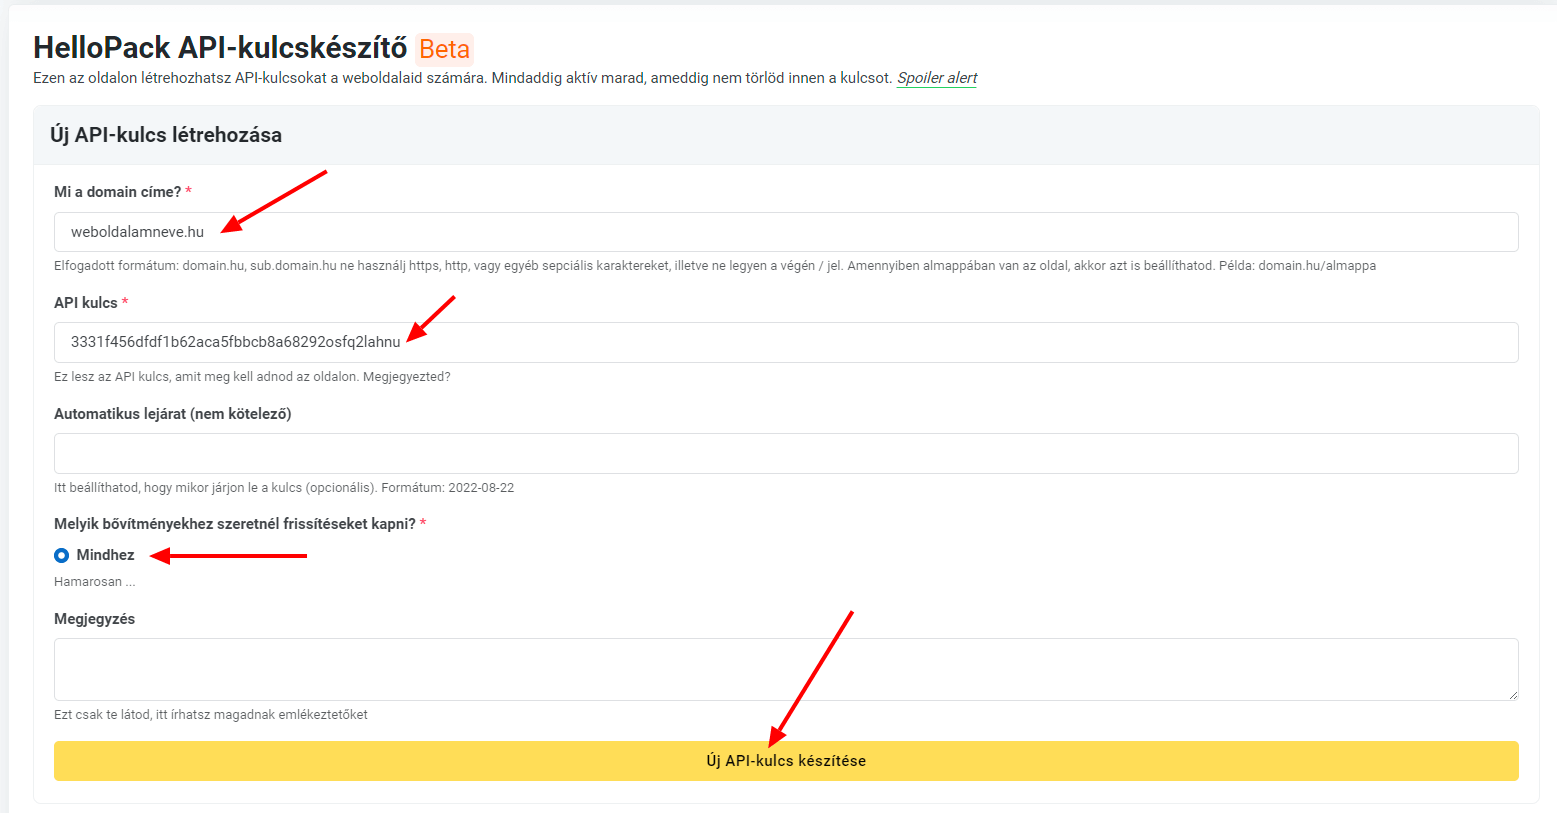 HelloPack API-kulcskészítő Beta
Ezen az oldalon létrehozhatsz API-kulcsokat a weboldalaid számára. Mindaddig aktív marad, ameddig nem törlöd innen a kulcsot. Spoiler alert
Új API-kulcs létrehozása
Mi a domain címe? *
weboldalamneve.hu
Elfogadott formátum: domain.hu, sub.domain.hu ne használj https, http, vagy egyéb sepciális karaktereket, illetve ne legyen a végén / jel. Amennyiben almappában van az oldal, akkor azt is beállíthatod. Példa: domain.hu/almappa
API kulcs *
3331f456dfdf1b62aca5fbbcb8a68292osfq2lahnu
Ez lesz az API kulcs, amit meg kell adnod az oldalon. Megjegyezted?
Automatikus lejárat (nem kötelező)
Itt beállíthatod, hogy mikor járjon le a kulcs (opcionális). Formátum: 2022-08-22
Melyik bővítményekhez szeretnél frissítéseket kapni? *
Mindhez
Hamarosan ...
Megjegyzés
Ezt csak te látod, itt írhatsz magadnak emlékeztetőket
Új API-kulcs készítése